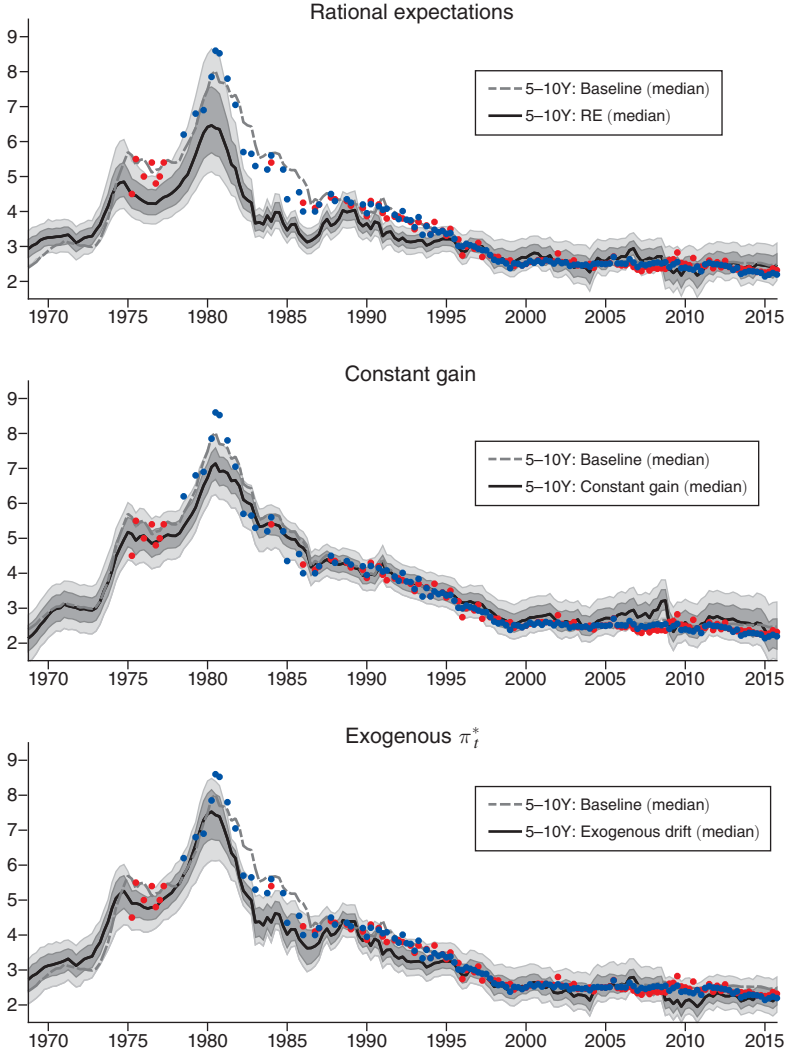 Rational expectations
9
8
7
6
5
4
3
2
5–10Y: Baseline (median)
5–10Y: RE (median)
1970 1975 1980 1985 1990 1995 2000 2005 2010 2015
Constant gain
9
8
7
6
5
4
3
2
5–10Y: Baseline (median)
5–10Y: Constant gain (median)
1970 1975 1980 1985 1990 1995 2000 2005 2010 2015
Exogenous π*t
9
8
7
6
5
4
3
2
5–10Y: Baseline (median)
5–10Y: Exogenous drift (median)
1970 1975 1980 1985 1990 1995 2000 2005 2010 2015